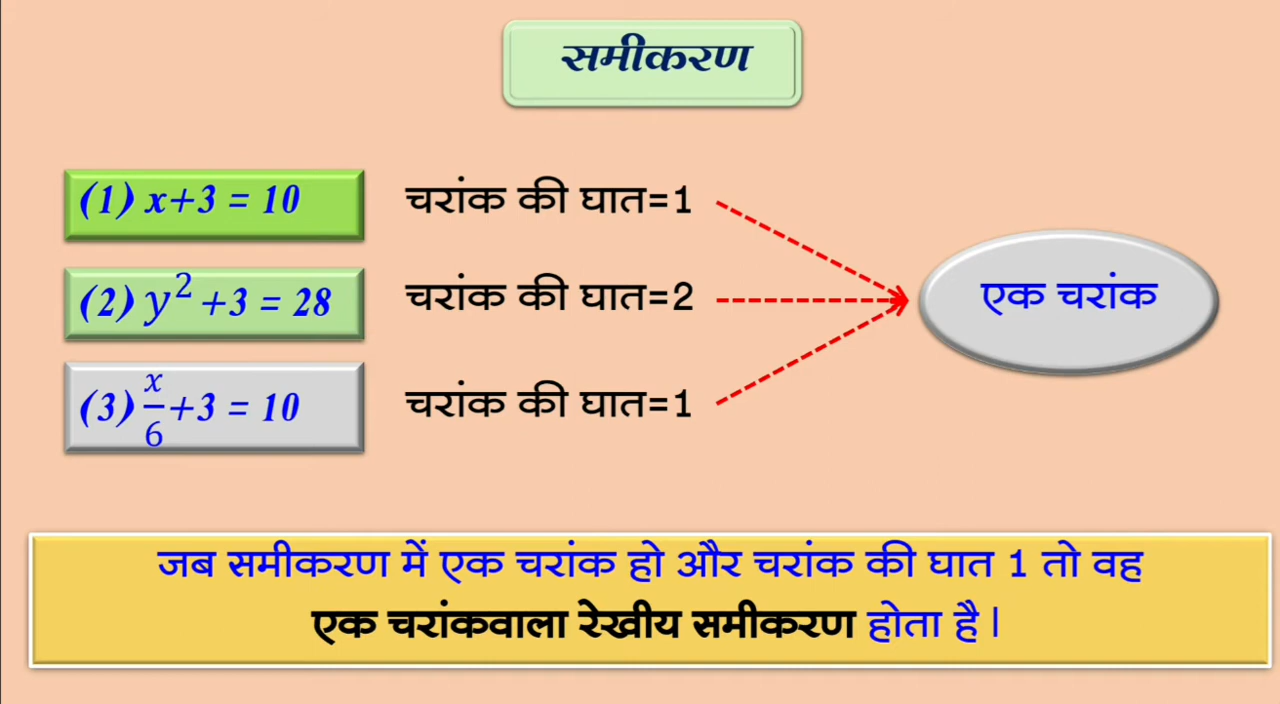 समीकरण
(1) x+3 = 10 चरांक की घात=1
(2) y² +3 = 28 चरांक की घात=2
एक चरांक
(3) x/6 +3 = 10 चरांक की घात=1
जब समीकरण में एक चरांक हो और चरांक की घात 1 तो वह
एक चरांकवाला रेखीय समीकरण होता है।